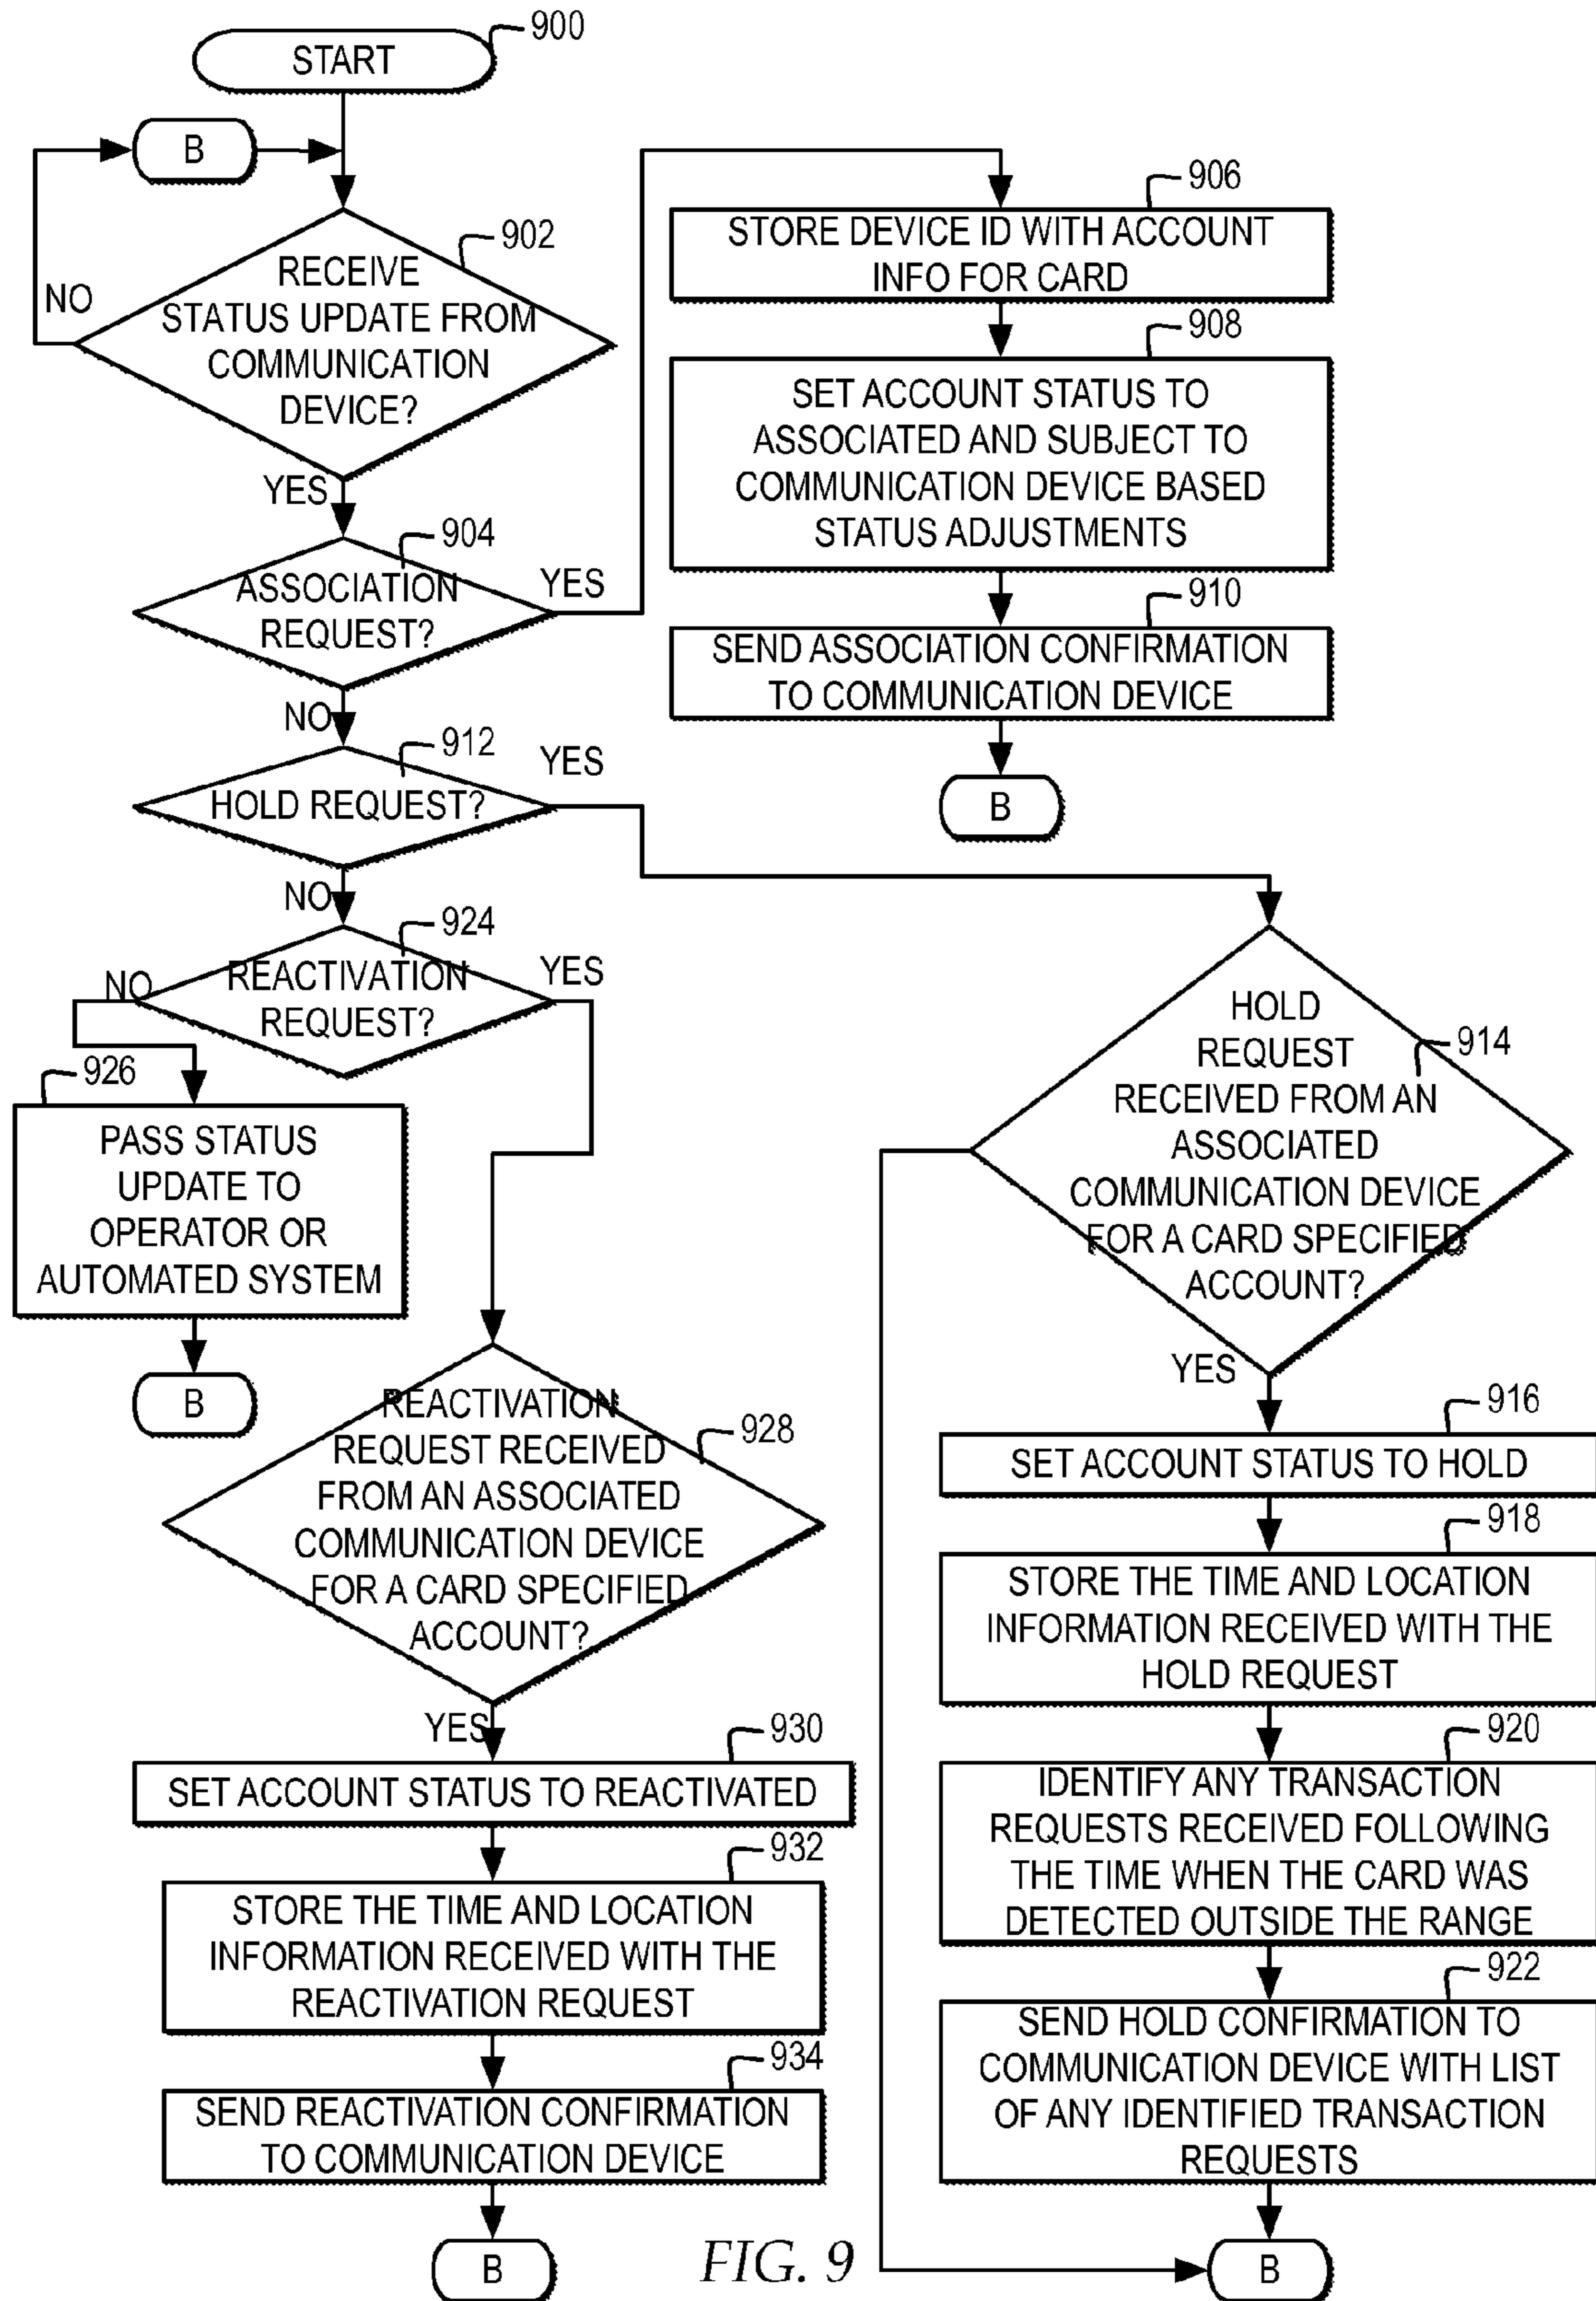 START
900
B
902
RECEIVE
STATUS UPDATE FROM
COMMUNICATION
DEVICE?
NO
YES
904
ASSOCIATION
REQUEST?
YES
NO
906
STORE DEVICE ID WITH ACCOUNT
INFO FOR CARD
908
SET ACCOUNT STATUS TO
ASSOCIATED AND SUBJECT TO
COMMUNICATION DEVICE BASED
STATUS ADJUSTMENTS
910
SEND ASSOCIATION CONFIRMATION
TO COMMUNICATION DEVICE
B
912
HOLD REQUEST?
YES
NO
924
REACTIVATION
REQUEST?
NO
YES
926
PASS STATUS
UPDATE TO
OPERATOR OR
AUTOMATED SYSTEM
B
928
REACTIVATION
REQUEST RECEIVED
FROM AN ASSOCIATED
COMMUNICATION DEVICE
FOR A CARD SPECIFIED
ACCOUNT?
YES
930
SET ACCOUNT STATUS TO REACTIVATED
932
STORE THE TIME AND LOCATION
INFORMATION RECEIVED WITH THE
REACTIVATION REQUEST
934
SEND REACTIVATION CONFIRMATION
TO COMMUNICATION DEVICE
B
914
HOLD
REQUEST
RECEIVED FROM AN
ASSOCIATED
COMMUNICATION DEVICE
FOR A CARD SPECIFIED
ACCOUNT?
YES
916
SET ACCOUNT STATUS TO HOLD
918
STORE THE TIME AND LOCATION
INFORMATION RECEIVED WITH THE
HOLD REQUEST
920
IDENTIFY ANY TRANSACTION
REQUESTS RECEIVED FOLLOWING
THE TIME WHEN THE CARD WAS
DETECTED OUTSIDE THE RANGE
922
SEND HOLD CONFIRMATION TO
COMMUNICATION DEVICE WITH LIST
OF ANY IDENTIFIED TRANSACTION
REQUESTS
B
FIG. 9